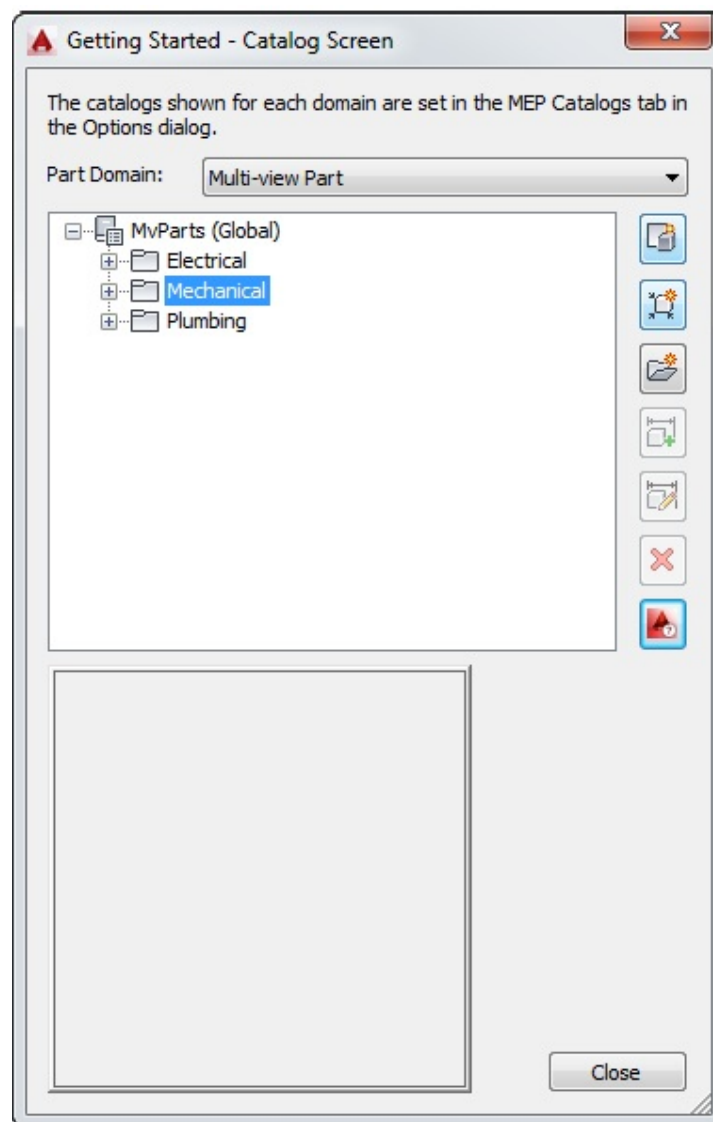 Getting Started - Catalog Screen
The catalogs shown for each domain are set in the MEP Catalogs tab in
the Options dialog.
Part Domain: Multi-view Part
MvParts (Global)
Electrical
Mechanical
Plumbing
Close